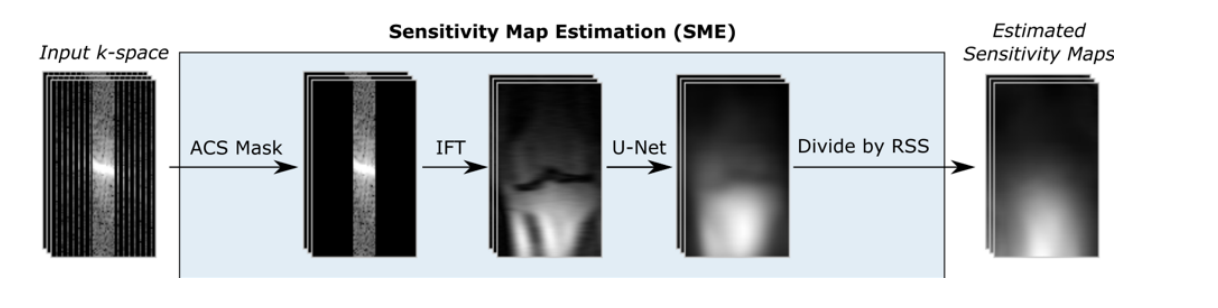 Sensitivity Map Estimation (SME)
Input k-space
Estimated
Sensitivity Maps
ACS Mask
IFT
U-Net
Divide by RSS